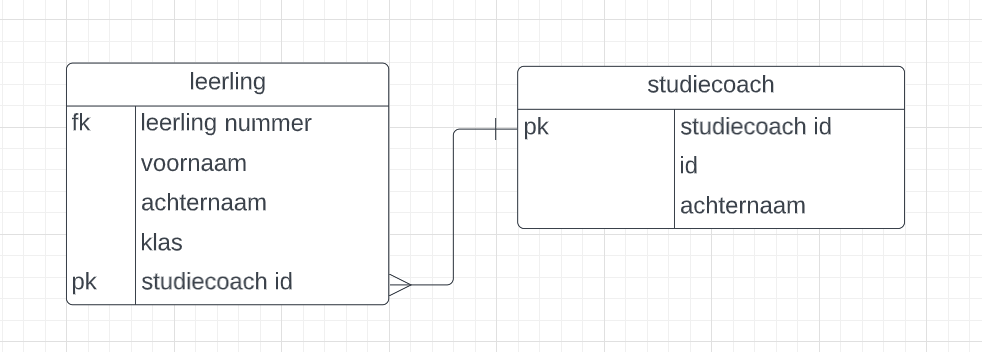 leerling
fk leerling nummer
voornaam
achternaam
klas
pk studiecoach id
studiecoach
pk studiecoach id
id
achternaam